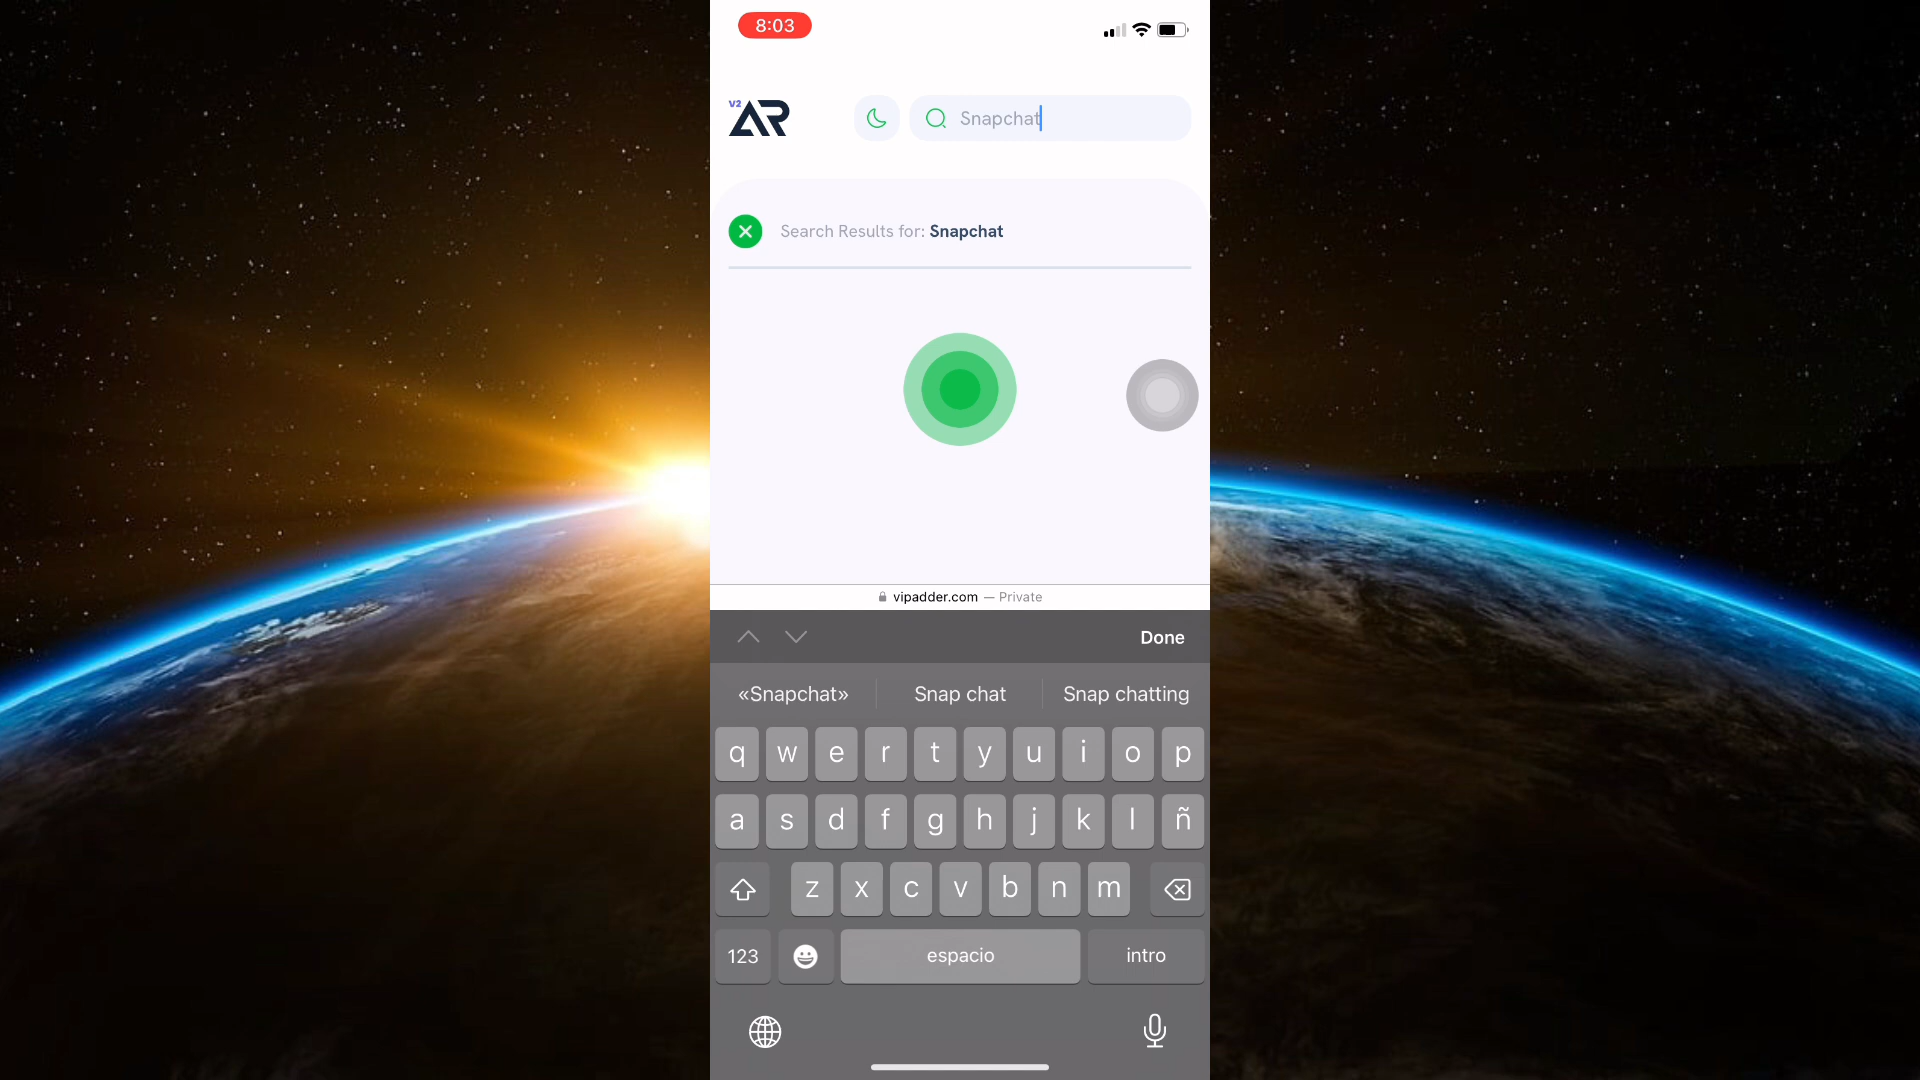 8:03
V2
AR
Snapchat
Search Results for: Snapchat
vipadder.com — Private
Done
«Snapchat» Snap chat Snap chatting
q w e r t y u i o p
a s d f g h j k l ñ
z x c v b n m
123 espacio intro